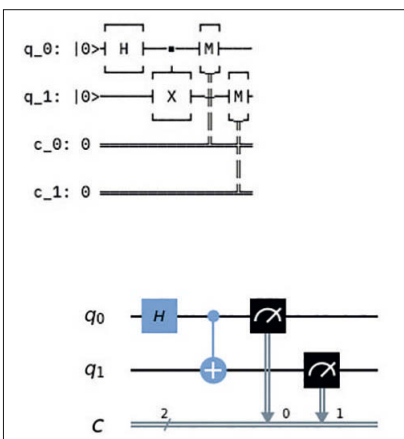 q_0: |0> H M
q_1: |0> X M
c_0: 0
c_1: 0
q0 H
q1
C 2 0 1